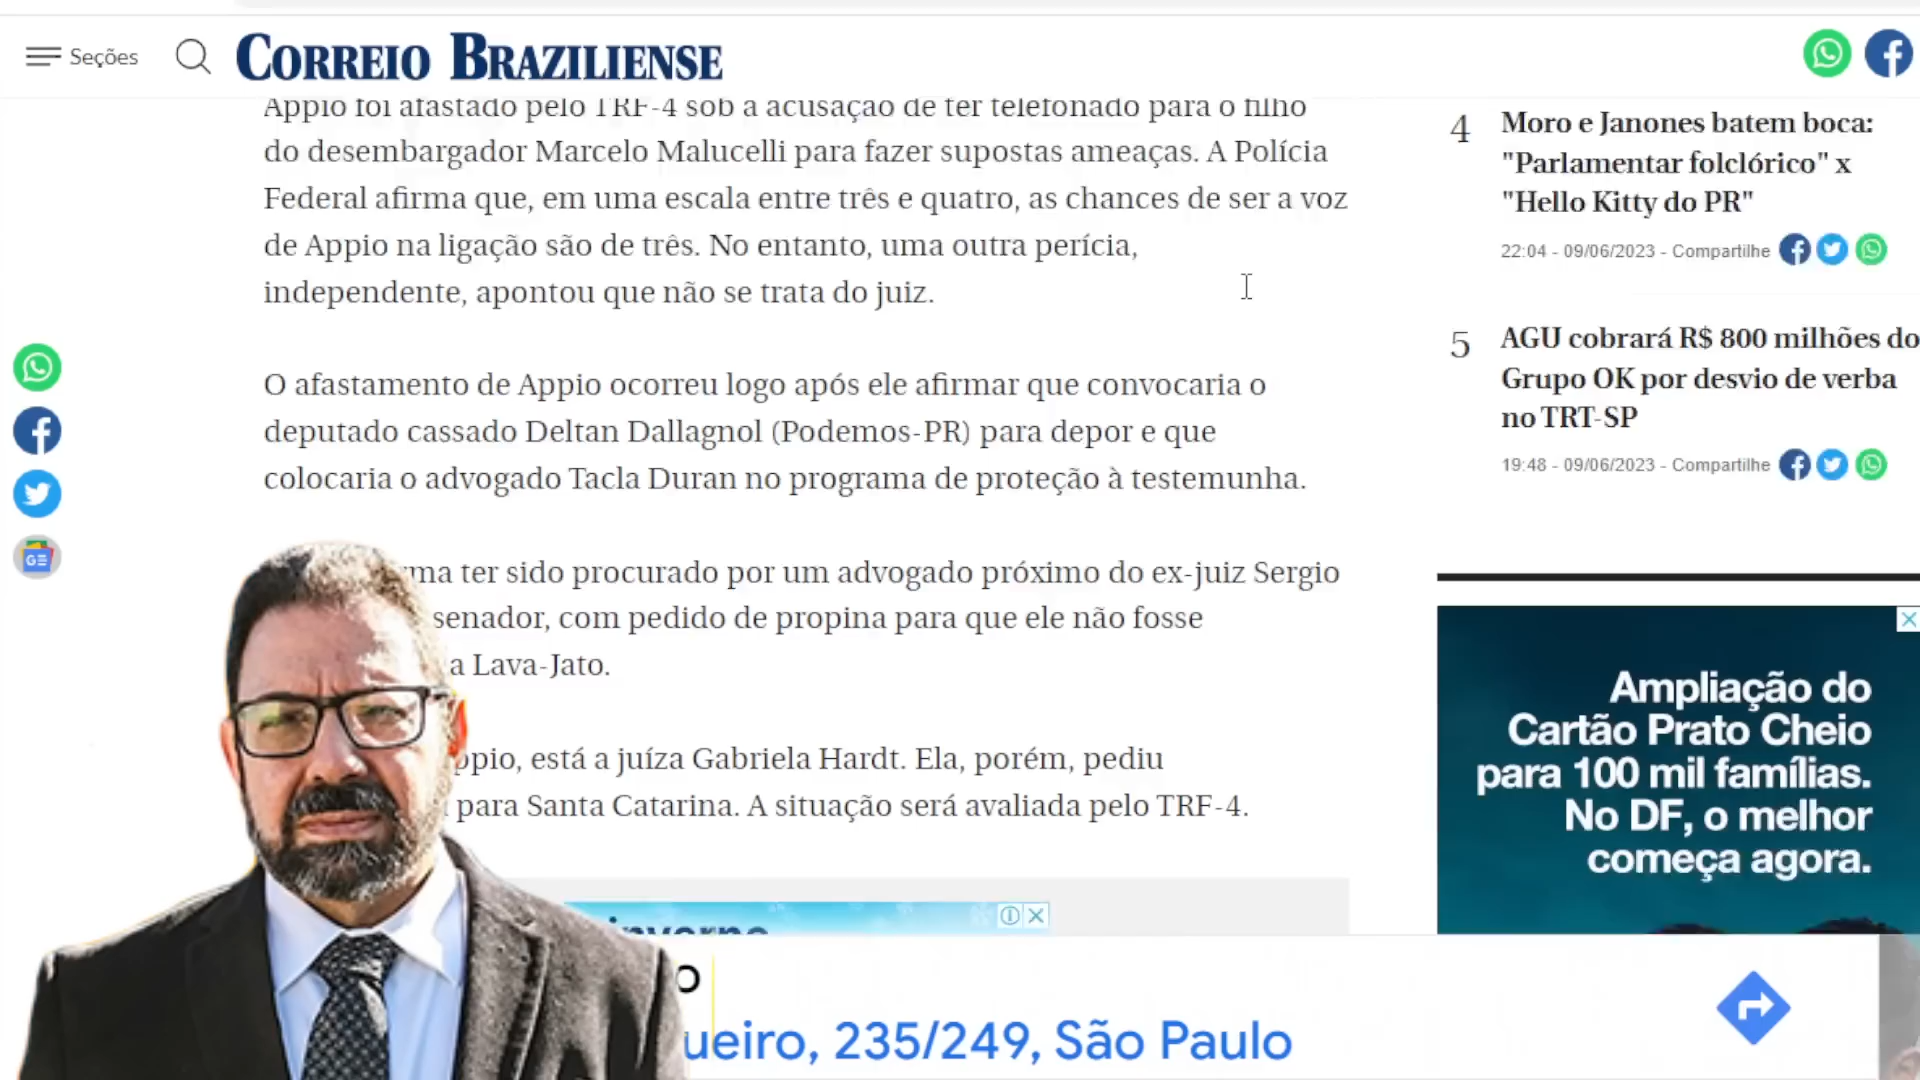 Seções
CORREIO BRAZILIENSE
Appio foi afastado pelo TRF-4 sob a acusação de ter telefonado para o filho
do desembargador Marcelo Malucelli para fazer supostas ameaças. A Polícia
Federal afirma que, em uma escala entre três e quatro, as chances de ser a voz
de Appio na ligação são de três. No entanto, uma outra perícia,
independente, apontou que não se trata do juiz.
O afastamento de Appio ocorreu logo após ele afirmar que convocaria o
deputado cassado Deltan Dallagnol (Podemos-PR) para depor e que
colocaria o advogado Tacla Duran no programa de proteção à testemunha.
ma ter sido procurado por um advogado próximo do ex-juiz Sergio
senador, com pedido de propina para que ele não fosse
a Lava-Jato.
ppio, está a juíza Gabriela Hardt. Ela, porém, pediu
para Santa Catarina. A situação será avaliada pelo TRF-4.
4
Moro e Janones batem boca:
"Parlamentar folclórico" x
"Hello Kitty do PR"
22:04 - 09/06/2023 - Compartilhe
5
AGU cobrará R$ 800 milhões do
Grupo OK por desvio de verba
no TRT-SP
19:48 - 09/06/2023 - Compartilhe
Ampliação do
Cartão Prato Cheio
para 100 mil famílias.
No DF, o melhor
começa agora.
o
ueiro, 235/249, São Paulo